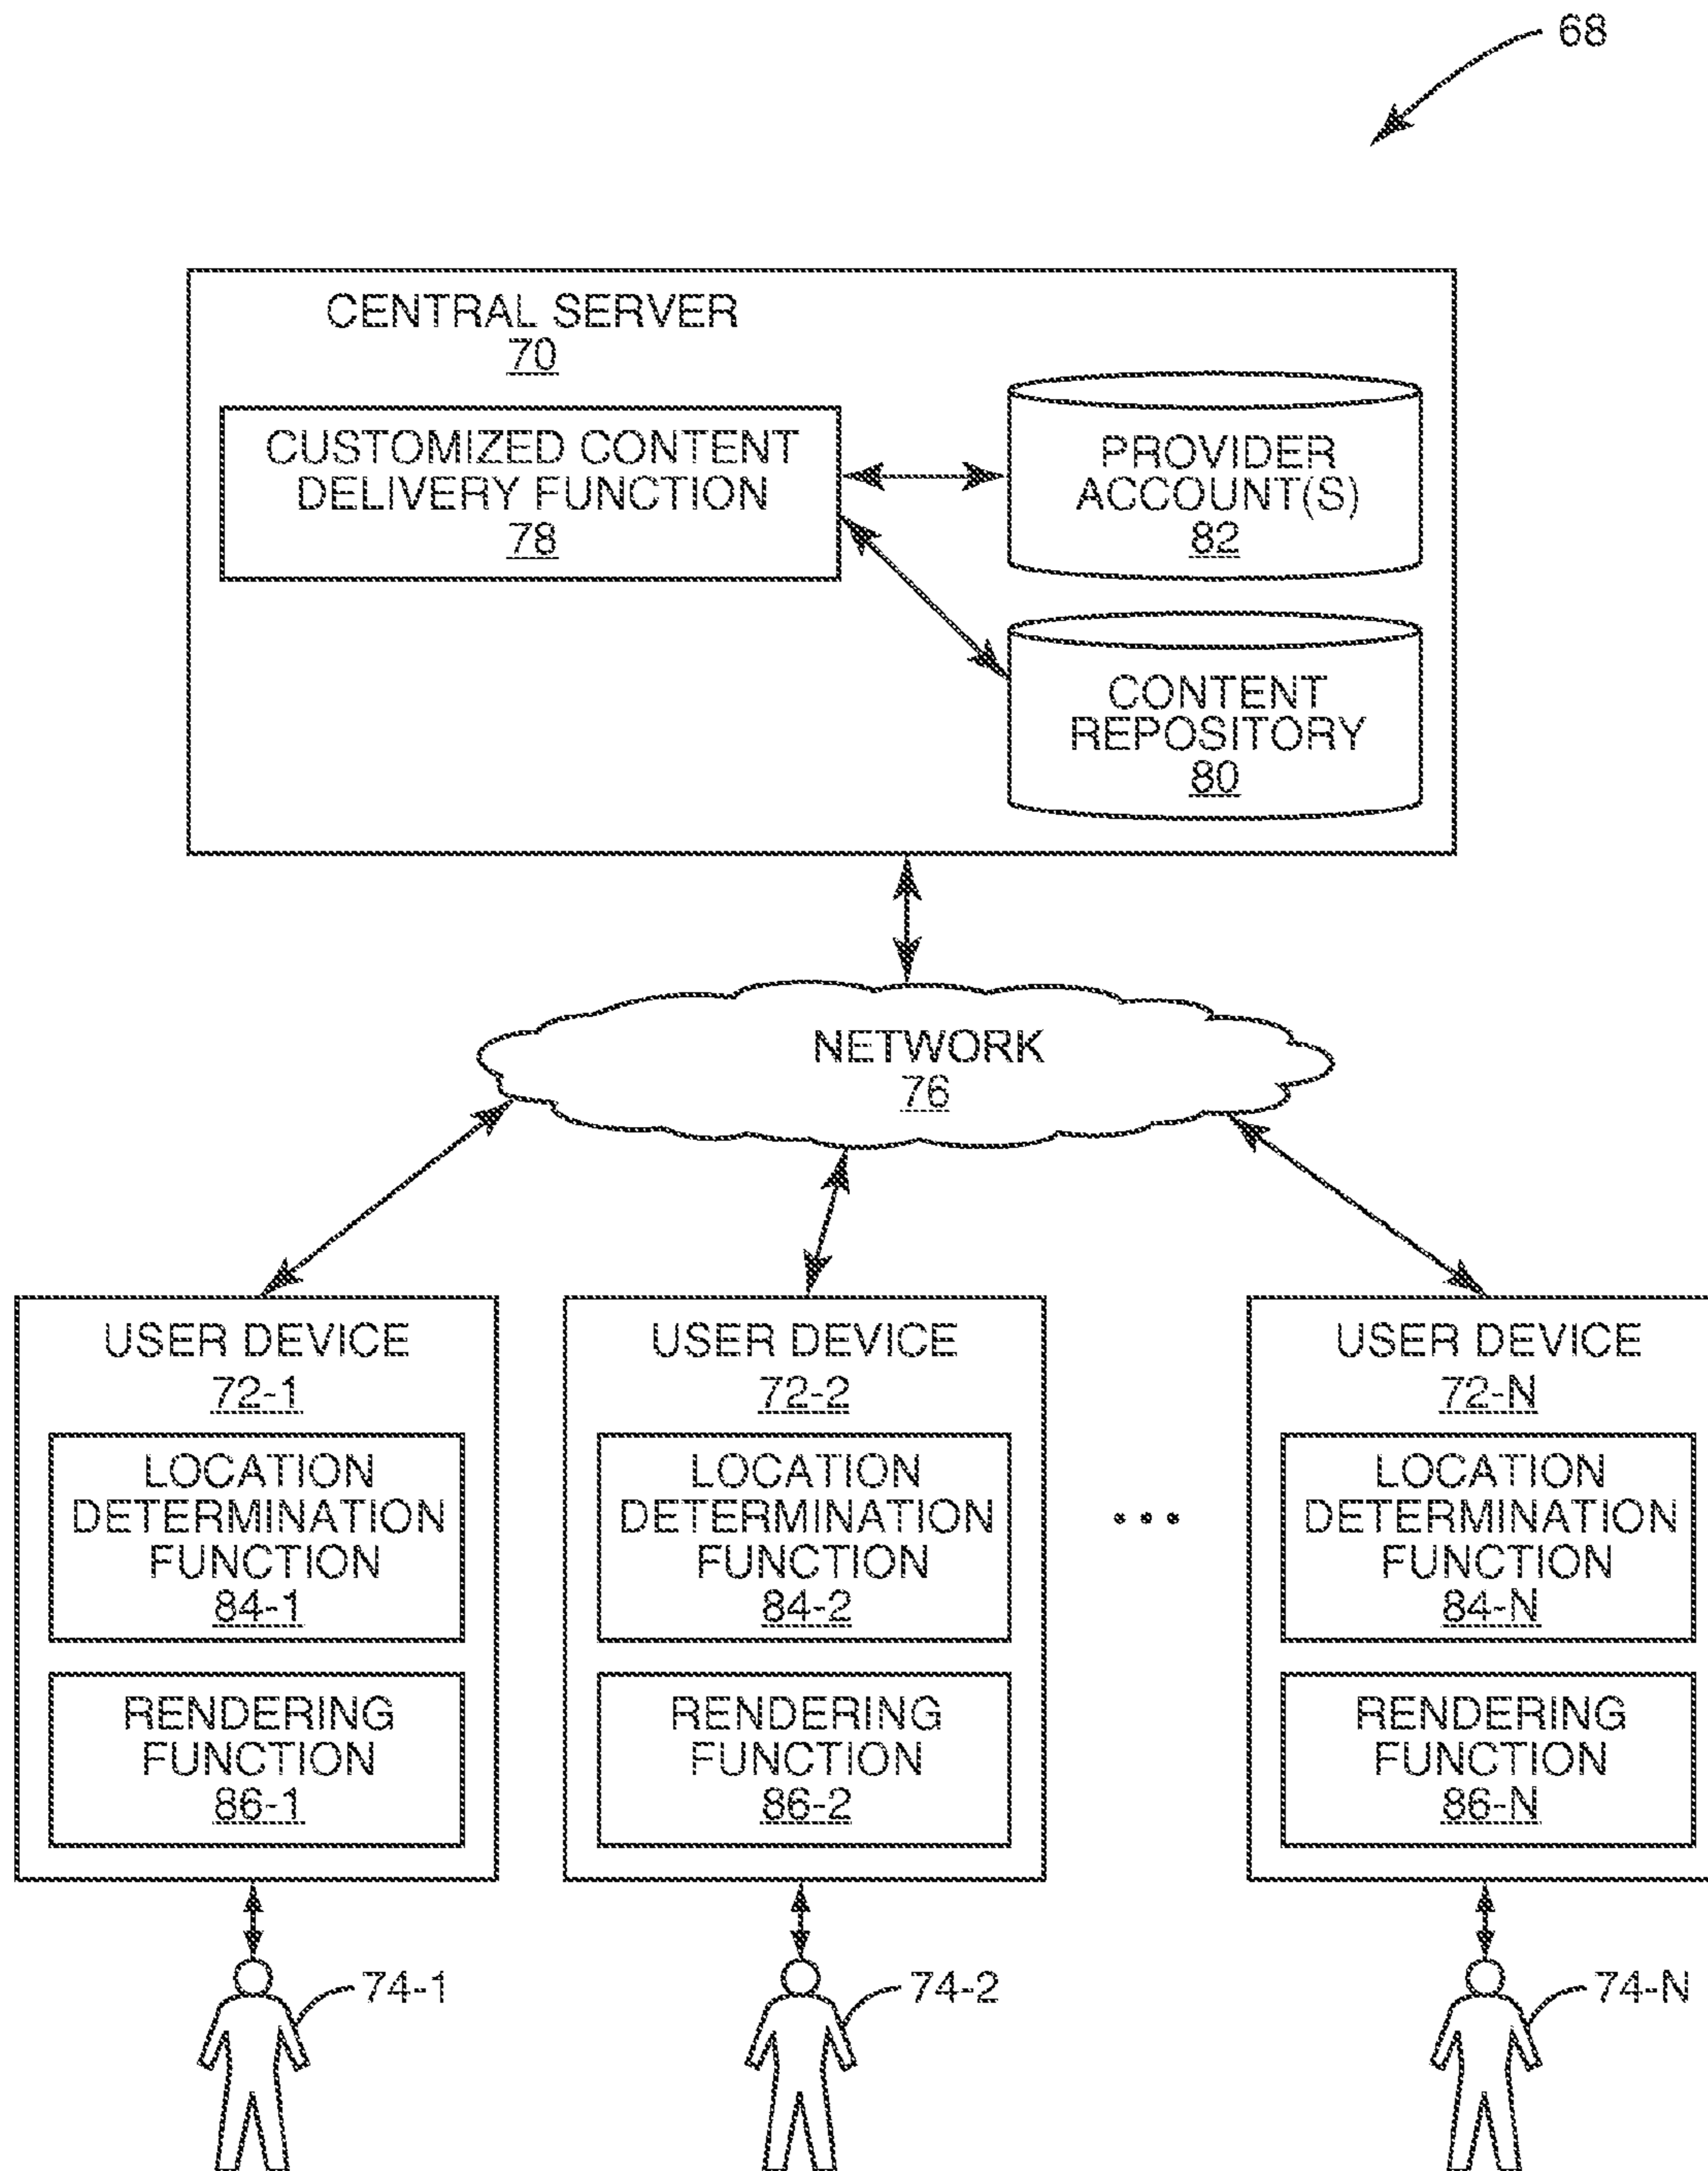 68
CENTRAL SERVER
70
CUSTOMIZED CONTENT
DELIVERY FUNCTION
78
PROVIDER
ACCOUNT(S)
82
CONTENT
REPOSITORY
80
NETWORK
76
USER DEVICE
72-1
LOCATION
DETERMINATION
FUNCTION
84-1
RENDERING
FUNCTION
86-1
74-1
USER DEVICE
72-2
LOCATION
DETERMINATION
FUNCTION
84-2
RENDERING
FUNCTION
86-2
74-2
• • •
USER DEVICE
72-N
LOCATION
DETERMINATION
FUNCTION
84-N
RENDERING
FUNCTION
86-N
74-N